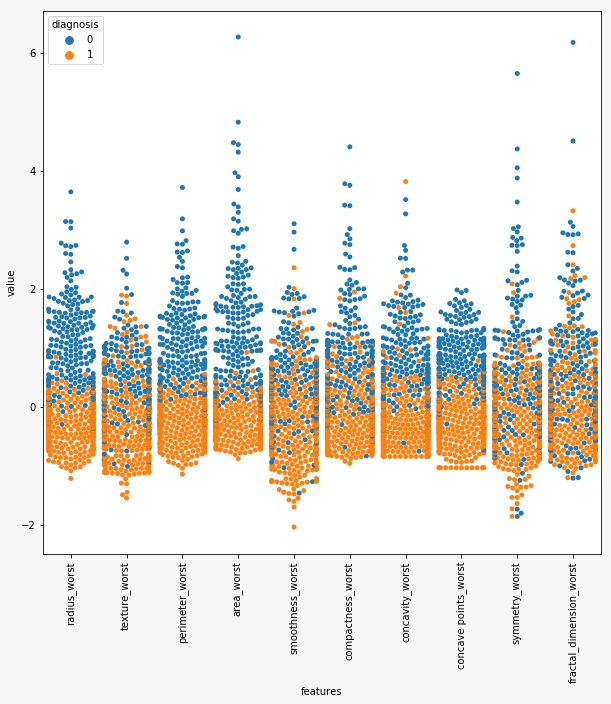 diagnosis
0
1
6
4
2
0
−2
value
radius_worst
texture_worst
perimeter_worst
area_worst
smoothness_worst
compactness_worst
concavity_worst
concave points_worst
symmetry_worst
fractal_dimension_worst
features